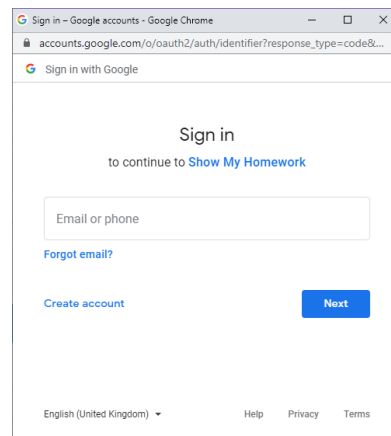 Sign in – Google accounts - Google Chrome
accounts.google.com/o/oauth2/auth/identifier?response_type=code&...
Sign in with Google
Sign in
to continue to Show My Homework
Email or phone
Forgot email?
Create account
Next
English (United Kingdom) Help Privacy Terms